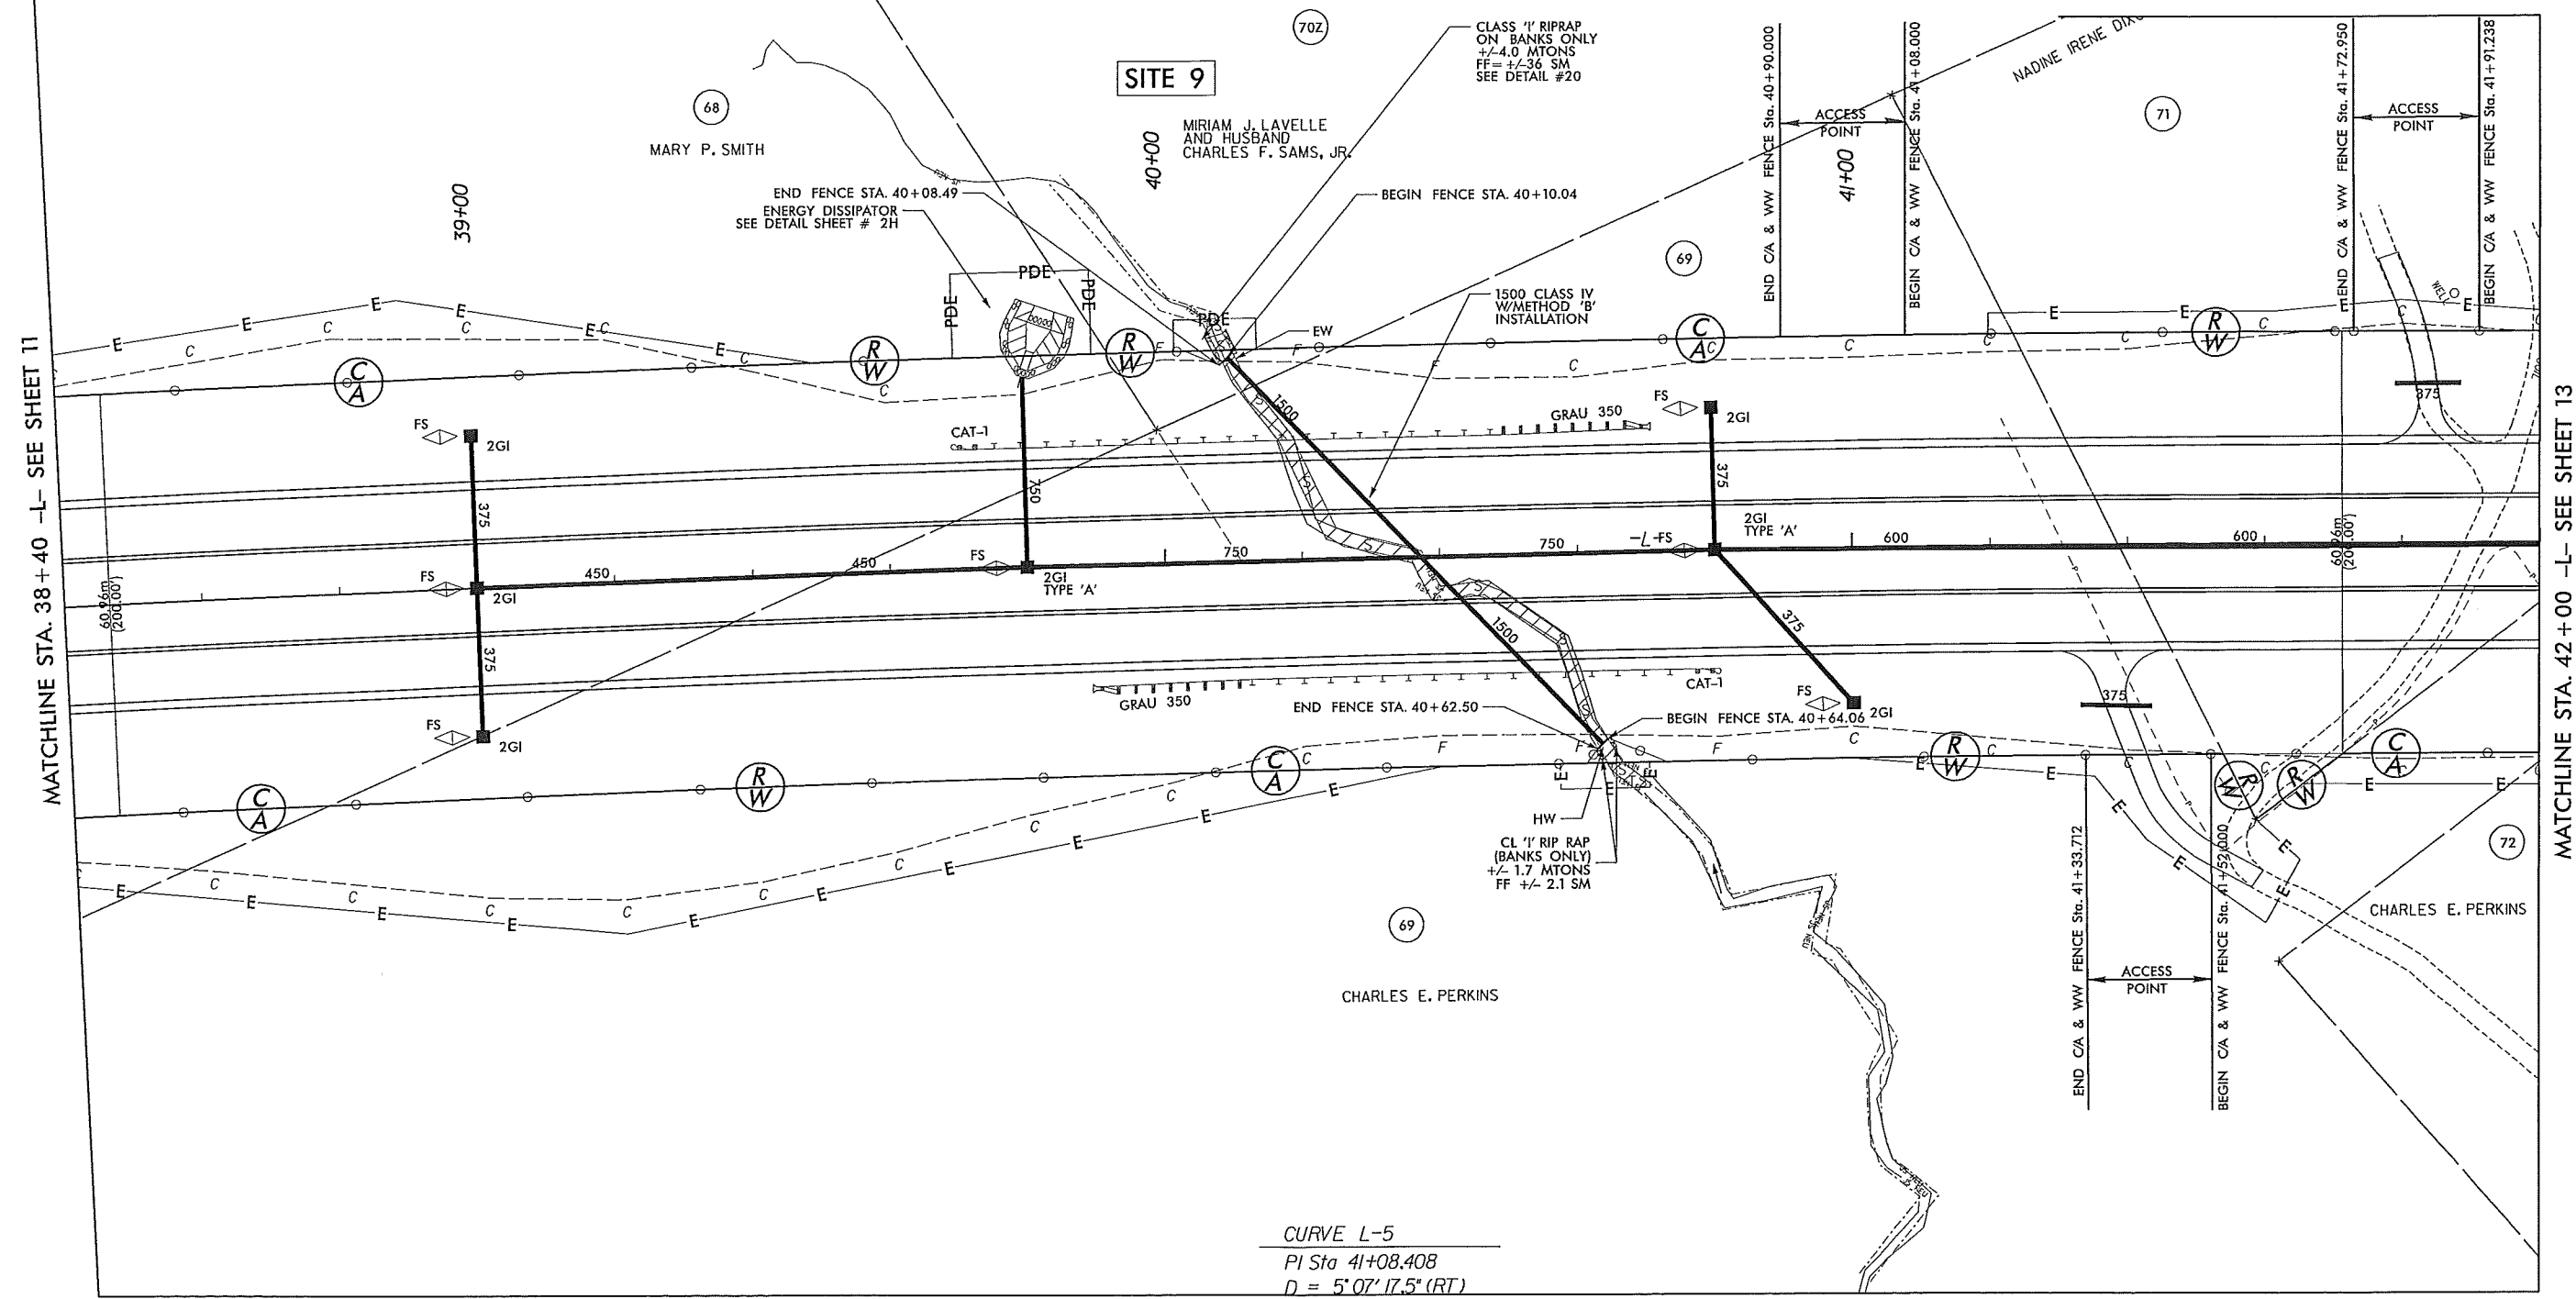 70Z
CLASS 'I' RIPRAP
ON BANKS ONLY
+/-4.0 MTONS
FF= +/-36 SM
SEE DETAIL #20
SITE 9
68
MARY P. SMITH
40+00
MIRIAM J. LAVELLE
AND HUSBAND
CHARLES F. SAMS, JR.
END C/A & WW FENCE Sta. 40+90.000
ACCESS
POINT
BEGIN C/A & WW FENCE Sta. 41+08.000
41+00
NADINE IRENE
71
END C/A & WW FENCE Sta. 41+72.950
ACCESS
POINT
BEGIN C/A & WW FENCE Sta. 41+91.238
39+00
END FENCE STA. 40+08.49
ENERGY DISSIPATOR
SEE DETAIL SHEET # 2H
BEGIN FENCE STA. 40+10.04
69
PDE
PDE
PDE
PDE
EW
1500 CLASS IV
W/METHOD 'B'
INSTALLATION
WELL
E E E E E C E C
C C C C
C A
R W
R W
C A
R W
F F F
C C C C C C
E E E E
MATCHLINE STA. 38+40 -L- SEE SHEET 11
MATCHLINE STA. 42+00 -L- SEE SHEET 13
FS
2GI
375
CAT-1
750
1500
GRAU 350
FS
2GI
375
375
2GI
TYPE 'A'
FS
2GI
450
450
FS
2GI
TYPE 'A'
750
750
-L-FS
600
600
60.96m
(200.00')
60.96m
(200.00')
375
FS
2GI
1500
375
GRAU 350
CAT-1
FS
2GI
375
END FENCE STA. 40+62.50
BEGIN FENCE STA. 40+64.06
C A
R W
C A
R W
R W
R W
C A
F F F
C C C
E E E
HW
CL 'I' RIP RAP
(BANKS ONLY)
+/- 1.7 MTONS
FF +/- 2.1 SM
C C C C C C C C
E E E E E E E E E E
E E E E E E E
69
CHARLES E. PERKINS
END C/A & WW FENCE Sta. 41+33.712
ACCESS
POINT
BEGIN C/A & WW FENCE Sta. 41+52.000
72
CHARLES E. PERKINS
CURVE L-5
PI Sta 41+08.408
D = 5° 07' 17.5" (RT)